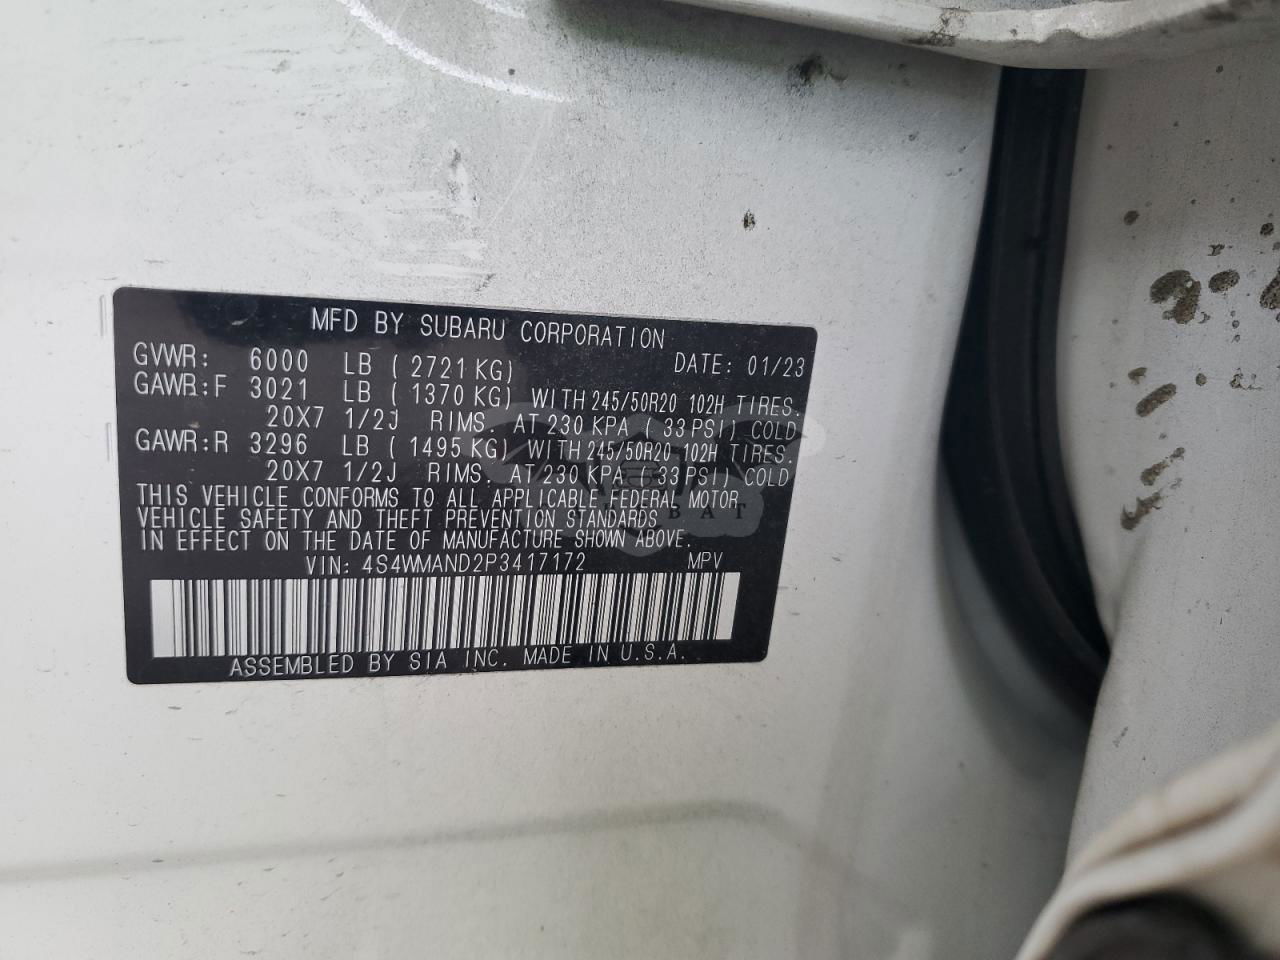 MFD BY SUBARU CORPORATION
GVWR: 6000 LB ( 2721 KG) DATE: 01/23
GAWR:F 3021 LB ( 1370 KG) WITH 245/50R20 102H TIRES.
20X7 1/2J RIMS. AT 230 KPA ( 33 PSI) COLD
GAWR:R 3296 LB ( 1495 KG) WITH 245/50R20 102H TIRES.
20X7 1/2J RIMS. AT 230 KPA ( 33 PSI) COLD
THIS VEHICLE CONFORMS TO ALL APPLICABLE FEDERAL MOTOR
VEHICLE SAFETY AND THEFT PREVENTION STANDARDS
IN EFFECT ON THE DATE OF MANUFACTURE SHOWN ABOVE.
VIN: 4S4WMAND2P3417172 MPV
ASSEMBLED BY SIA INC. MADE IN U.S.A.